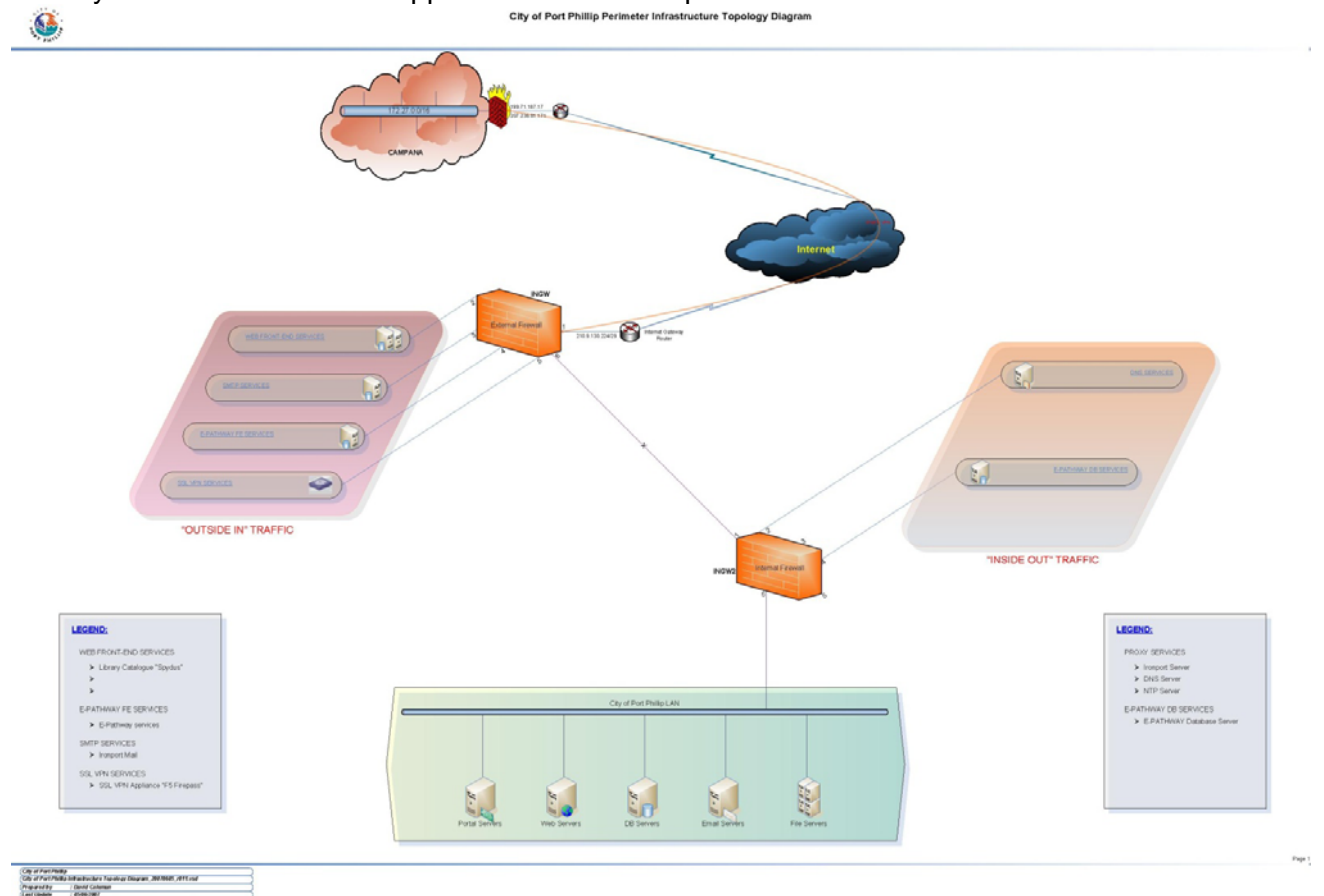 City of Port Phillip Perimeter Infrastructure Topology Diagram
CAMPANA
Internet
INGW
External Firewall
Internet Gateway
Router
WEB FRONT-END SERVICES
SMTP SERVICES
E-PATHWAY FE SERVICES
SSL VPN SERVICES
"OUTSIDE IN" TRAFFIC
DNS SERVICES
E-PATHWAY DB SERVICES
"INSIDE OUT" TRAFFIC
INGW2
Internal Firewall
LEGEND:
WEB FRONT-END SERVICES
➢ Library Catalogue "Spydus"
➢
➢
E-PATHWAY FE SERVICES
➢ E-Pathway services
SMTP SERVICES
➢ Ironport Mail
SSL VPN SERVICES
➢ SSL VPN Appliance "F5 Firepass"
LEGEND:
PROXY SERVICES
➢ Ironport Server
➢ DNS Server
➢ NTP Server
E-PATHWAY DB SERVICES
➢ E-PATHWAY Database Server
City of Port Phillip LAN
Portal Servers
Web Servers
DB Servers
Email Servers
File Servers
Page 1
City of Port Phillip
Prepared By : David Coleman